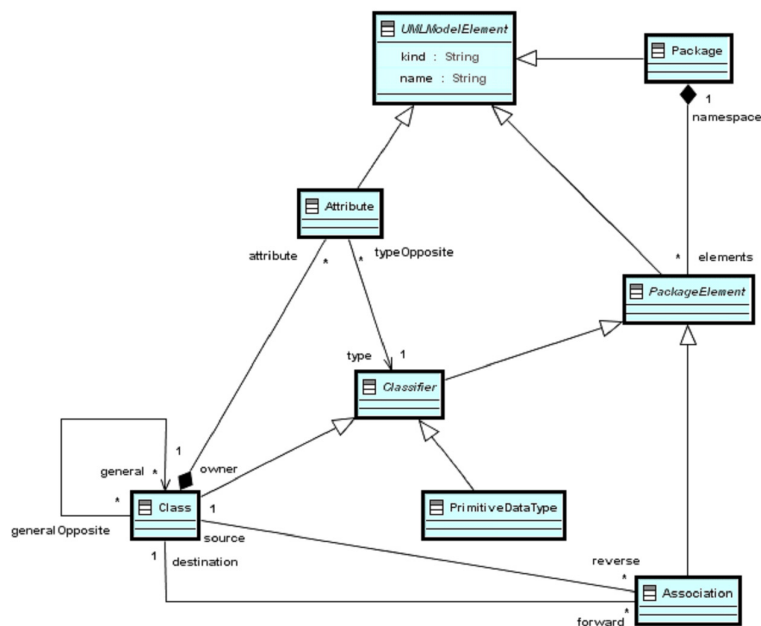 UMLModelElement
kind : String
name : String
Package
1
namespace
Attribute
attribute
*
*
typeOpposite
*
elements
PackageElement
type
1
Classifier
1
general
*
owner
*
Class
1
PrimitiveDataType
generalOpposite
source
1
destination
reverse
*
Association
forward
*